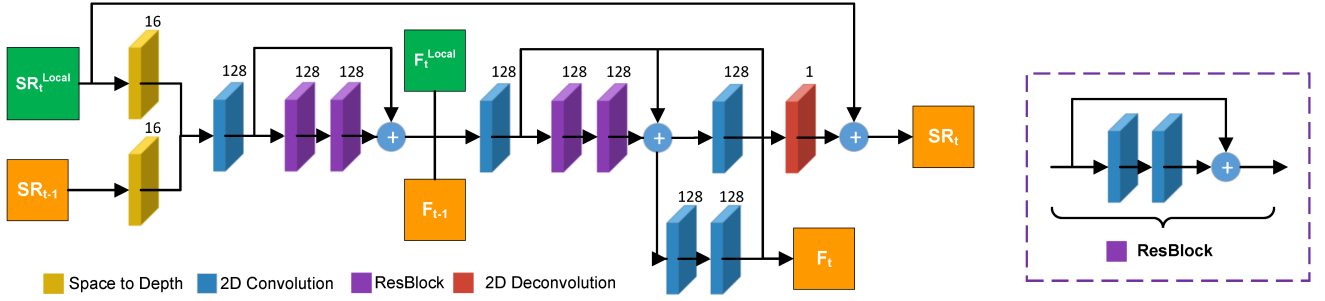 16
SR_t^Local
128
128
128
F_t^Local
128
128
128
128
1
16
SR_t
SR_t-1
F_t-1
128
128
F_t
ResBlock
Space to Depth
2D Convolution
ResBlock
2D Deconvolution
+
+
+
+